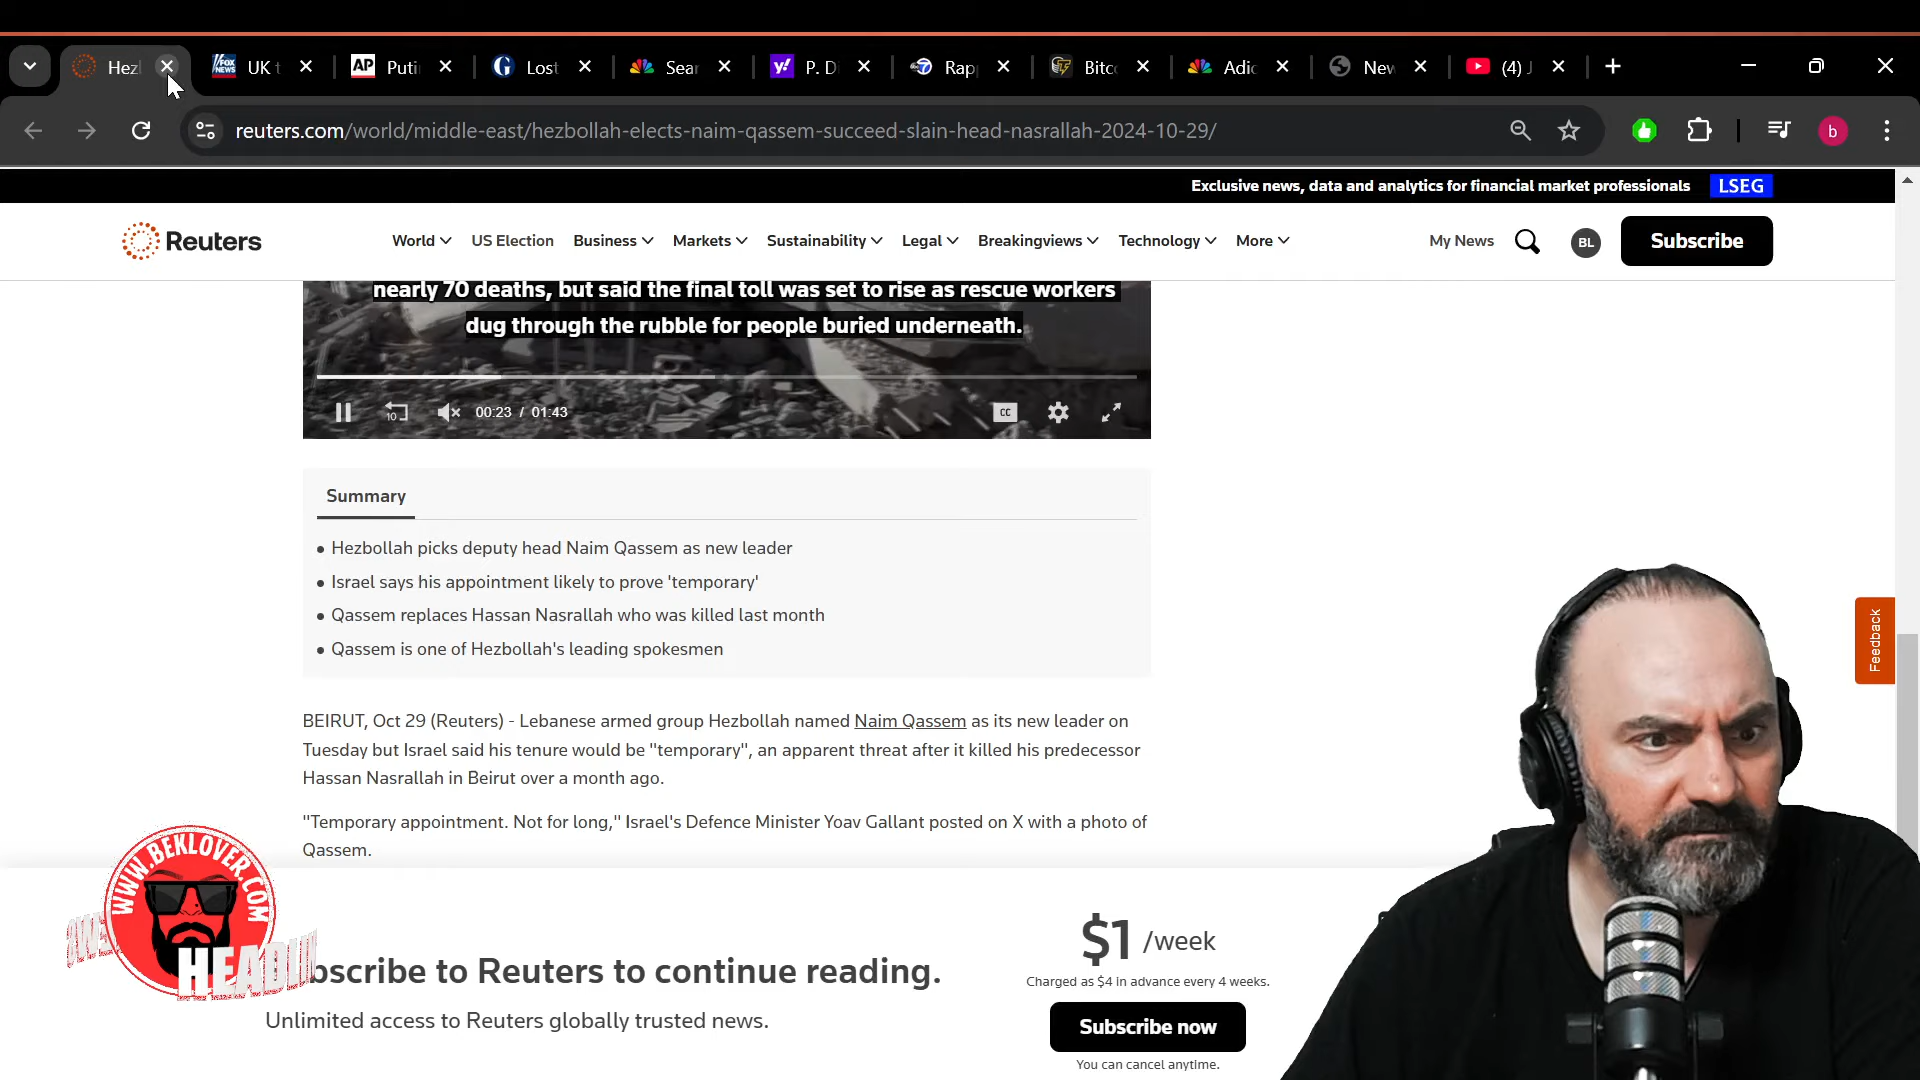 Hez
UK t
AP
Puti
G
Lost
Sear
y!
P. D
7
Rap
Bitc
Adic
New
(4) J
reuters.com/world/middle-east/hezbollah-elects-naim-qassem-succeed-slain-head-nasrallah-2024-10-29/
b
Exclusive news, data and analytics for financial market professionals LSEG
Reuters
World US Election Business Markets Sustainability Legal Breakingviews Technology More
My News
BL
Subscribe
nearly 70 deaths, but said the final toll was set to rise as rescue workers
dug through the rubble for people buried underneath.
10
00:23 / 01:43
CC
Summary
• Hezbollah picks deputy head Naim Qassem as new leader
• Israel says his appointment likely to prove 'temporary'
• Qassem replaces Hassan Nasrallah who was killed last month
• Qassem is one of Hezbollah's leading spokesmen
Feedback
BEIRUT, Oct 29 (Reuters) - Lebanese armed group Hezbollah named Naim Qassem as its new leader on
Tuesday but Israel said his tenure would be "temporary", an apparent threat after it killed his predecessor
Hassan Nasrallah in Beirut over a month ago.
"Temporary appointment. Not for long," Israel's Defence Minister Yoav Gallant posted on X with a photo of
Qassem.
WWW.BEKLOVER.COM
HEADLIN
bscribe to Reuters to continue reading.
Unlimited access to Reuters globally trusted news.
$1 /week
Charged as $4 in advance every 4 weeks.
Subscribe now
You can cancel anytime.